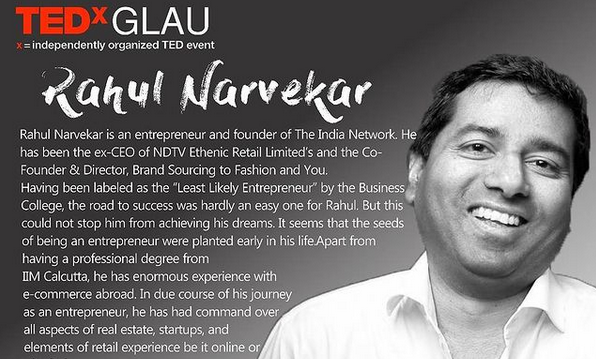 TEDx GLAU
x = independently organized TED event
Rahul Narvekar
Rahul Narvekar is an entrepreneur and founder of The India Network. He
has been the ex-CEO of NDTV Ethenic Retail Limited's and the Co-
Founder & Director, Brand Sourcing to Fashion and You.
Having been labeled as the “Least Likely Entrepreneur” by the Business
College, the road to success was hardly an easy one for Rahul. But this
could not stop him from achieving his dreams. It seems that the seeds
of being an entrepreneur were planted early in his life.Apart from
having a professional degree from
IIM Calcutta, he has enormous experience with
e-commerce abroad. In due course of his journey
as an entrepreneur, he has had command over
all aspects of real estate, startups, and
elements of retail experience be it online or